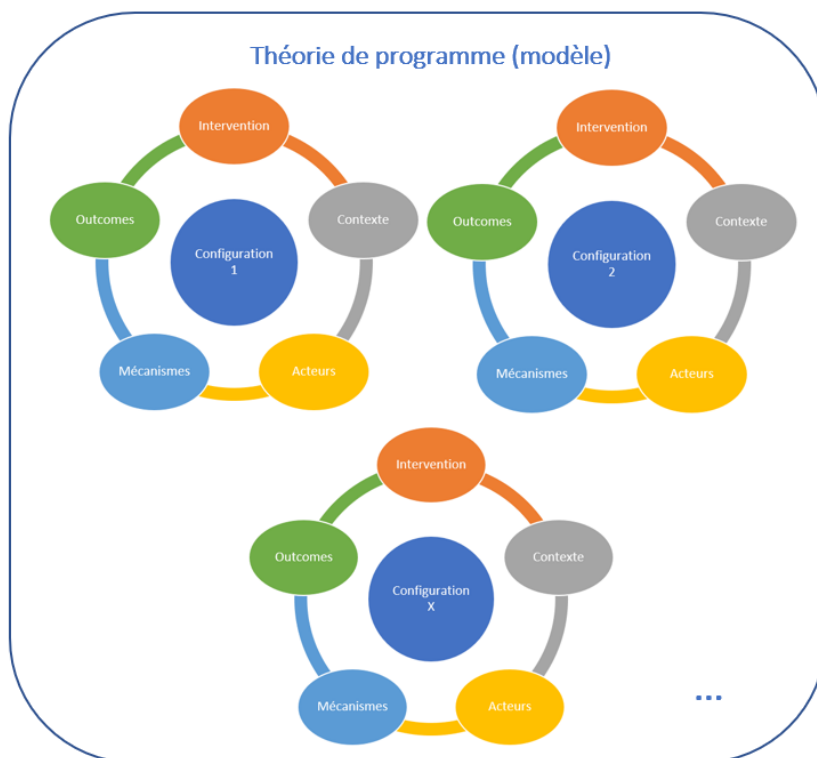 Théorie de programme (modèle)
Intervention
Outcomes
Contexte
Configuration
1
Mécanismes
Acteurs
Intervention
Outcomes
Contexte
Configuration
2
Mécanismes
Acteurs
Intervention
Outcomes
Contexte
Configuration
X
Mécanismes
Acteurs
...